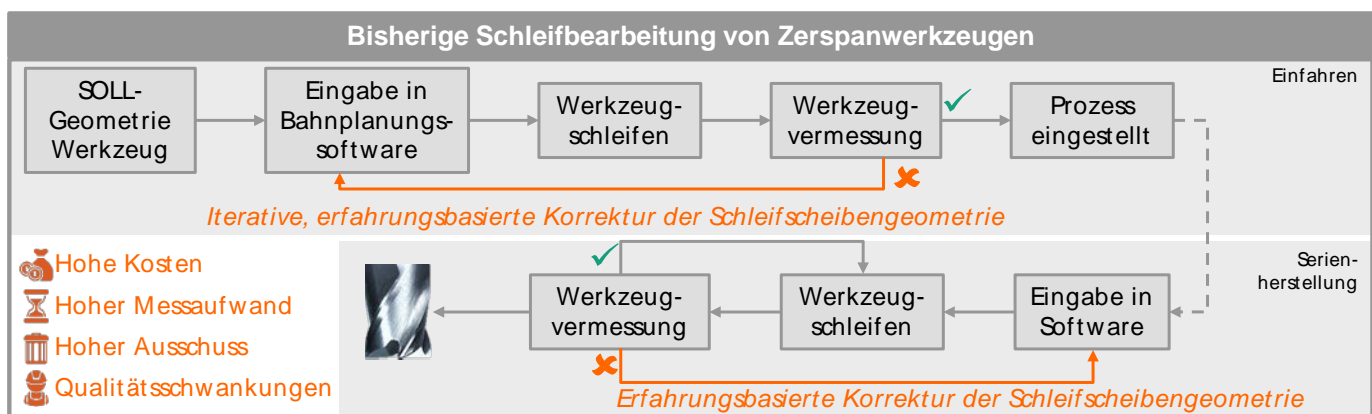 Bisherige Schleifbearbeitung von Zerspanwerkzeugen
Einfahren
SOLL-
Geometrie
Werkzeug
Eingabe in
Bahnplanungs-
software
Werkzeug-
schleifen
Werkzeug-
vermessung
Prozess
eingestellt
Iterative, erfahrungsbasierte Korrektur der Schleifscheibengeometrie
Hohe Kosten
Hoher Messaufwand
Hoher Ausschuss
Qualitätsschwankungen
Serien-
herstellung
Werkzeug-
vermessung
Werkzeug-
schleifen
Eingabe in
Software
Erfahrungsbasierte Korrektur der Schleifscheibengeometrie